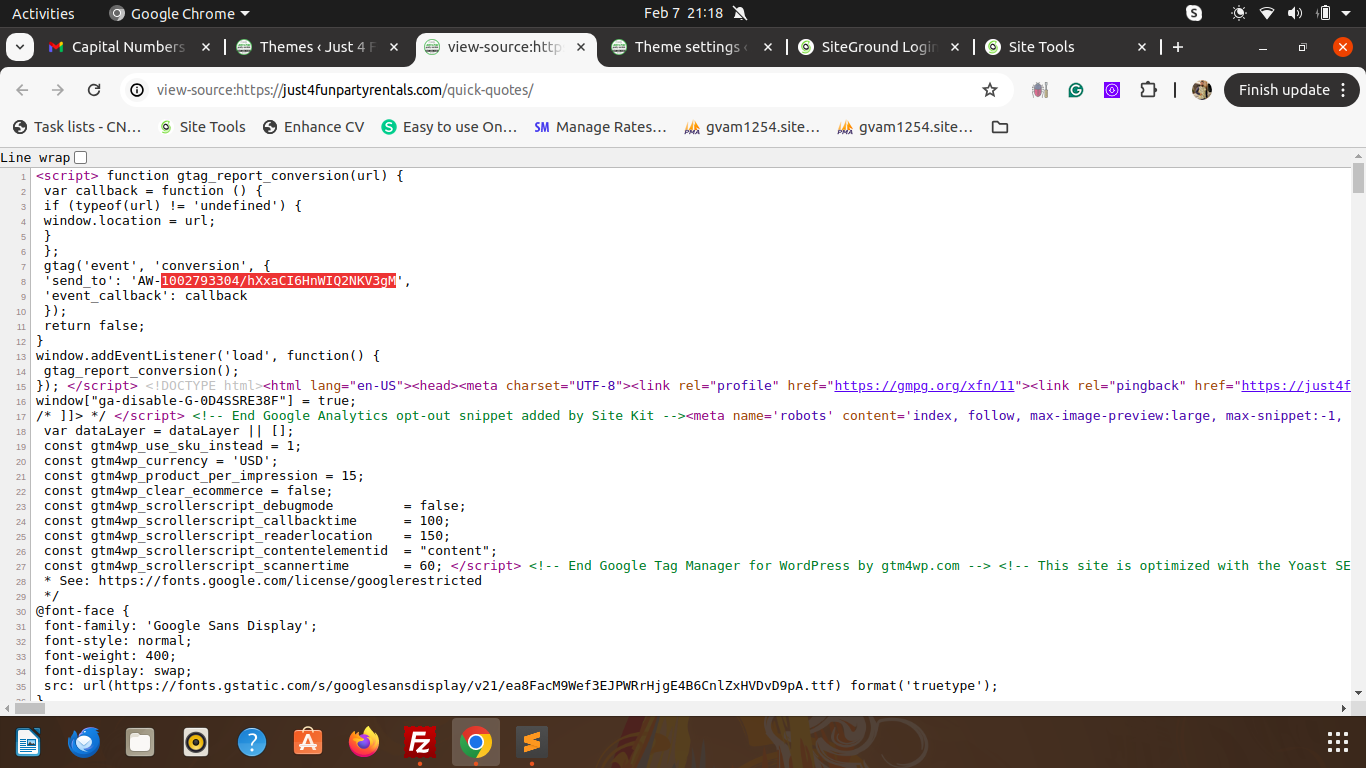 Activities
Google Chrome
Feb 7 21:18
Capital Numbers
Themes ‹ Just 4 F
view-source:http
Theme settings ‹
SiteGround Login
Site Tools
view-source:https://just4funpartyrentals.com/quick-quotes/
Finish update
Task lists - CN...
Site Tools
Enhance CV
Easy to use On...
SM Manage Rates...
PMA gvam1254.site...
PMA gvam1254.site...
Line wrap
1 <script> function gtag_report_conversion(url) {
2 var callback = function () {
3 if (typeof(url) != 'undefined') {
4 window.location = url;
5 }
6 };
7 gtag('event', 'conversion', {
8 'send_to': 'AW-1002793304/hXxaCI6HnWIQ2NKV3gM',
9 'event_callback': callback
10 });
11 return false;
12 }
13 window.addEventListener('load', function() {
14 gtag_report_conversion();
15 }); </script> <!DOCTYPE html><html lang="en-US"><head><meta charset="UTF-8"><link rel="profile" href="https://gmpg.org/xfn/11"><link rel="pingback" href="https://just4f
16 window["ga-disable-G-0D4SSRE38F"] = true;
17 /* ]]> */ </script> <!-- End Google Analytics opt-out snippet added by Site Kit --><meta name='robots' content='index, follow, max-image-preview:large, max-snippet:-1,
18 var dataLayer = dataLayer || [];
19 const gtm4wp_use_sku_instead = 1;
20 const gtm4wp_currency = 'USD';
21 const gtm4wp_product_per_impression = 15;
22 const gtm4wp_clear_ecommerce = false;
23 const gtm4wp_scrollerscript_debugmode = false;
24 const gtm4wp_scrollerscript_callbacktime = 100;
25 const gtm4wp_scrollerscript_readerlocation = 150;
26 const gtm4wp_scrollerscript_contentelementid = "content";
27 const gtm4wp_scrollerscript_scannertime = 60; </script> <!-- End Google Tag Manager for WordPress by gtm4wp.com --> <!-- This site is optimized with the Yoast SE
28 * See: https://fonts.google.com/license/googlerestricted
29 */
30 @font-face {
31 font-family: 'Google Sans Display';
32 font-style: normal;
33 font-weight: 400;
34 font-display: swap;
35 src: url(https://fonts.gstatic.com/s/googlesansdisplay/v21/ea8FacM9Wef3EJPWRrHjgE4B6CnlZxHVDvD9pA.ttf) format('truetype');